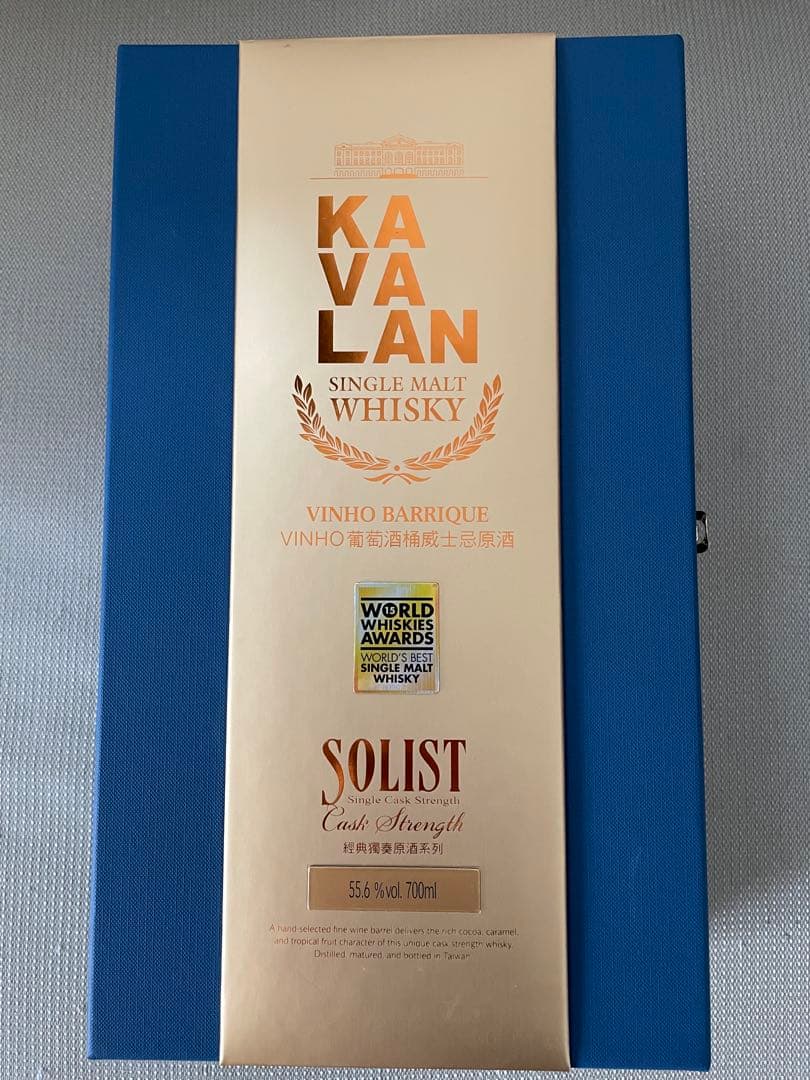 KA
VA
LAN
SINGLE MALT
WHISKY
VINHO BARRIQUE
VINHO葡萄酒桶威士忌原酒
WORLD
15
WHISKIES
AWARDS
WORLD'S BEST
SINGLE MALT
WHISKY
SOLIST
Single Cask Strength
Cask Strength
經典獨奏原酒系列
55.6 %vol. 700ml
A hand-selected fine wine barrel delivers the rich cocoa, caramel,
and tropical fruit character of this unique cask strength whisky.
Distilled, matured, and bottled in Taiwan